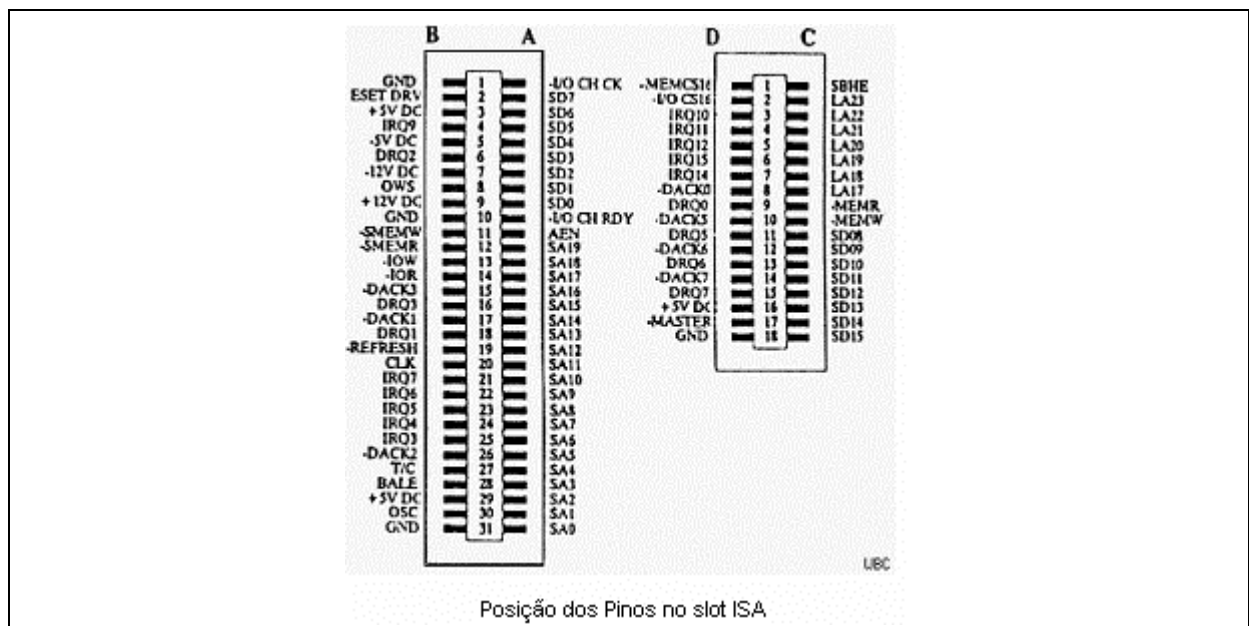 B A
GND 1 -I/O CH CK
ESET DRV 2 SD7
+5V DC 3 SD6
IRQ9 4 SD5
-5V DC 5 SD4
DRQ2 6 SD3
-12V DC 7 SD2
OWS 8 SD1
+12V DC 9 SD0
GND 10 -I/O CH RDY
-SMEMW 11 AEN
-SMEMR 12 SA19
-IOW 13 SA18
-IOR 14 SA17
-DACK3 15 SA16
DRQ3 16 SA15
-DACK1 17 SA14
DRQ1 18 SA13
-REFRESH 19 SA12
CLK 20 SA11
IRQ7 21 SA10
IRQ6 22 SA9
IRQ5 23 SA8
IRQ4 24 SA7
IRQ3 25 SA6
-DACK2 26 SA5
T/C 27 SA4
BALE 28 SA3
+5V DC 29 SA2
OSC 30 SA1
GND 31 SA0
D C
-MEMCS16 1 SBHE
-I/O CS16 2 LA23
IRQ10 3 LA22
IRQ11 4 LA21
IRQ12 5 LA20
IRQ15 6 LA19
IRQ14 7 LA18
-DACK0 8 LA17
DRQ0 9 -MEMR
-DACK5 10 -MEMW
DRQ5 11 SD08
-DACK6 12 SD09
DRQ6 13 SD10
-DACK7 14 SD11
DRQ7 15 SD12
+5V DC 16 SD13
-MASTER 17 SD14
GND 18 SD15
UBC
Posição dos Pinos no slot ISA